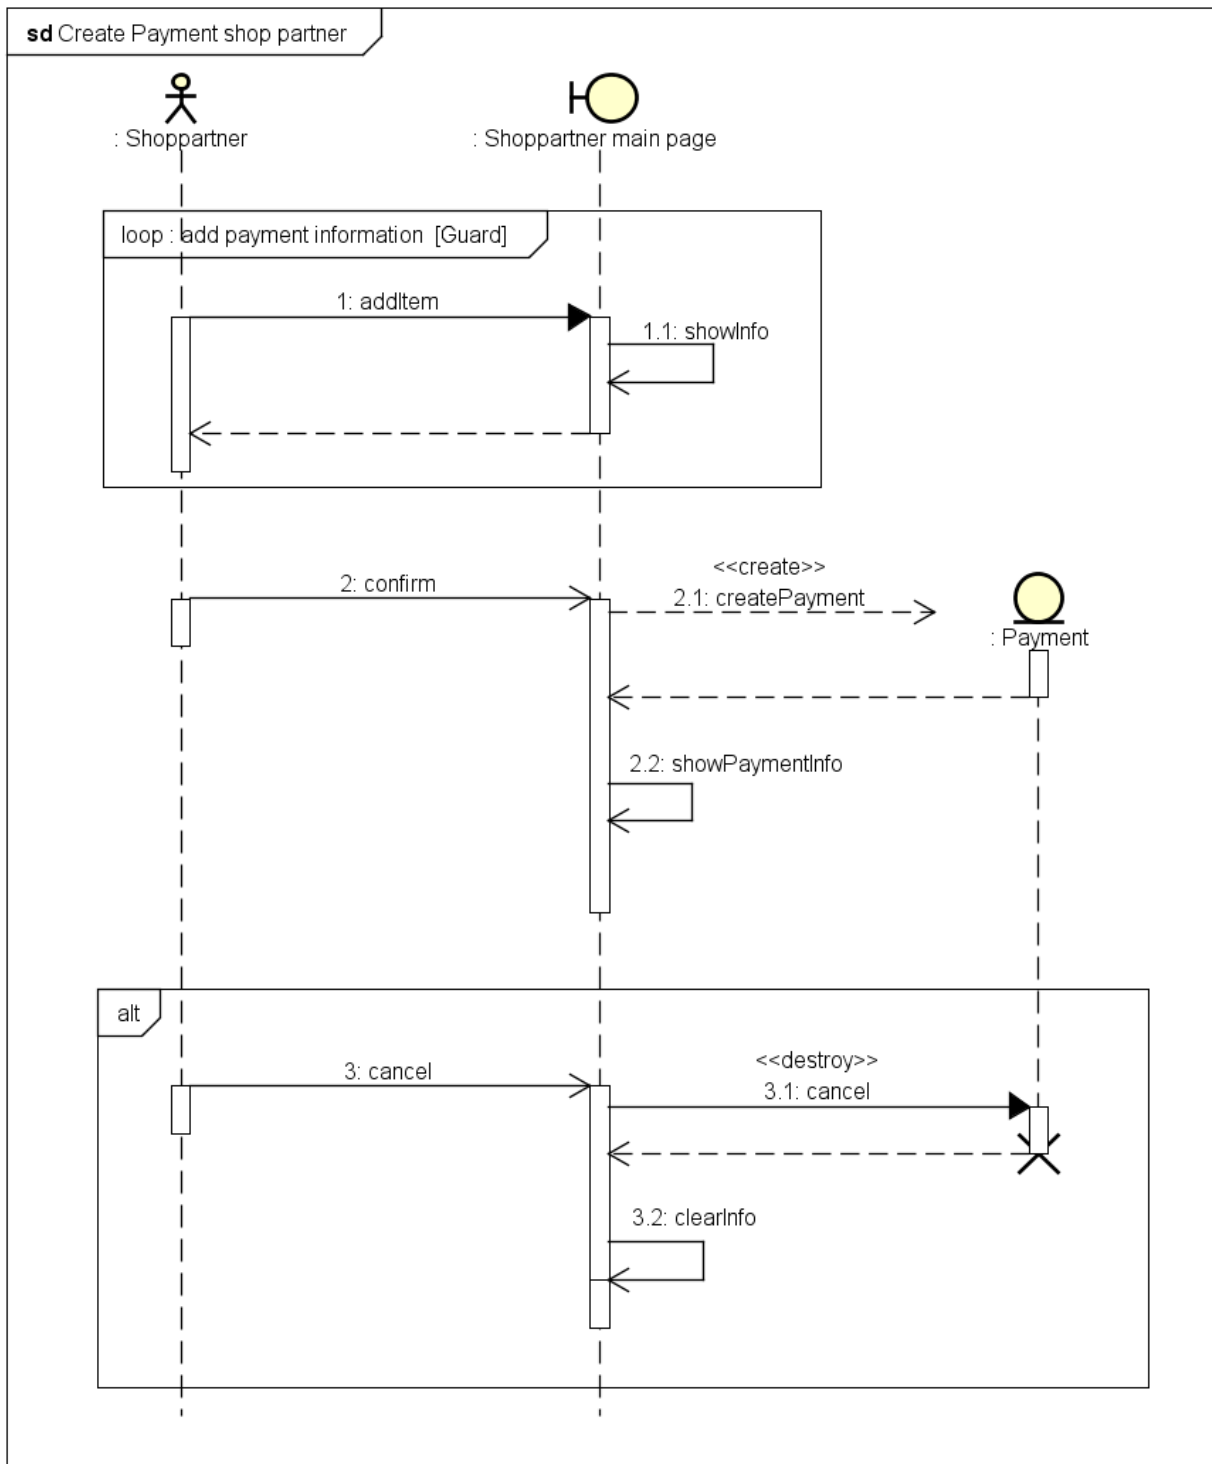 sd Create Payment shop partner
: Shoppartner
: Shoppartner main page
loop : add payment information [Guard]
1: addItem
1.1: showInfo
<<create>>
2: confirm
2.1: createPayment
: Payment
2.2: showPaymentInfo
alt
<<destroy>>
3: cancel
3.1: cancel
3.2: clearInfo